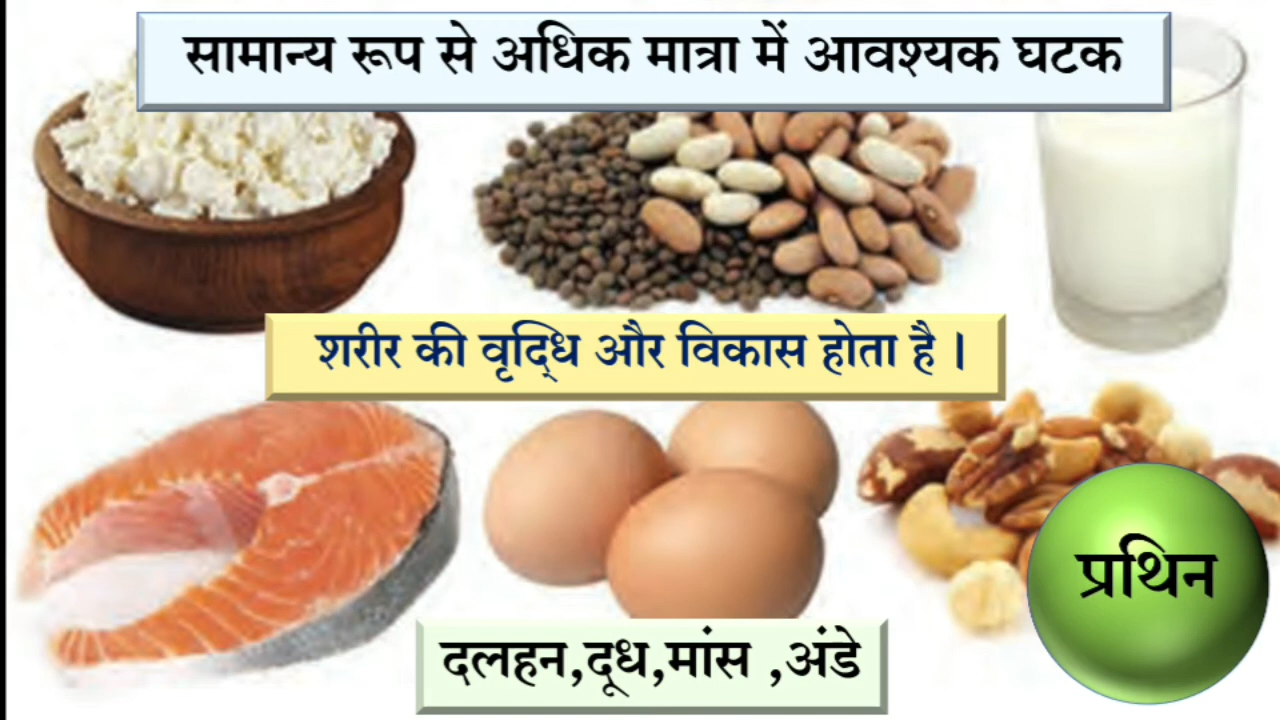 सामान्य रूप से अधिक मात्रा में आवश्यक घटक
शरीर की वृद्धि और विकास होता है ।
प्रथिन
दलहन,दूध,मांस ,अंडे